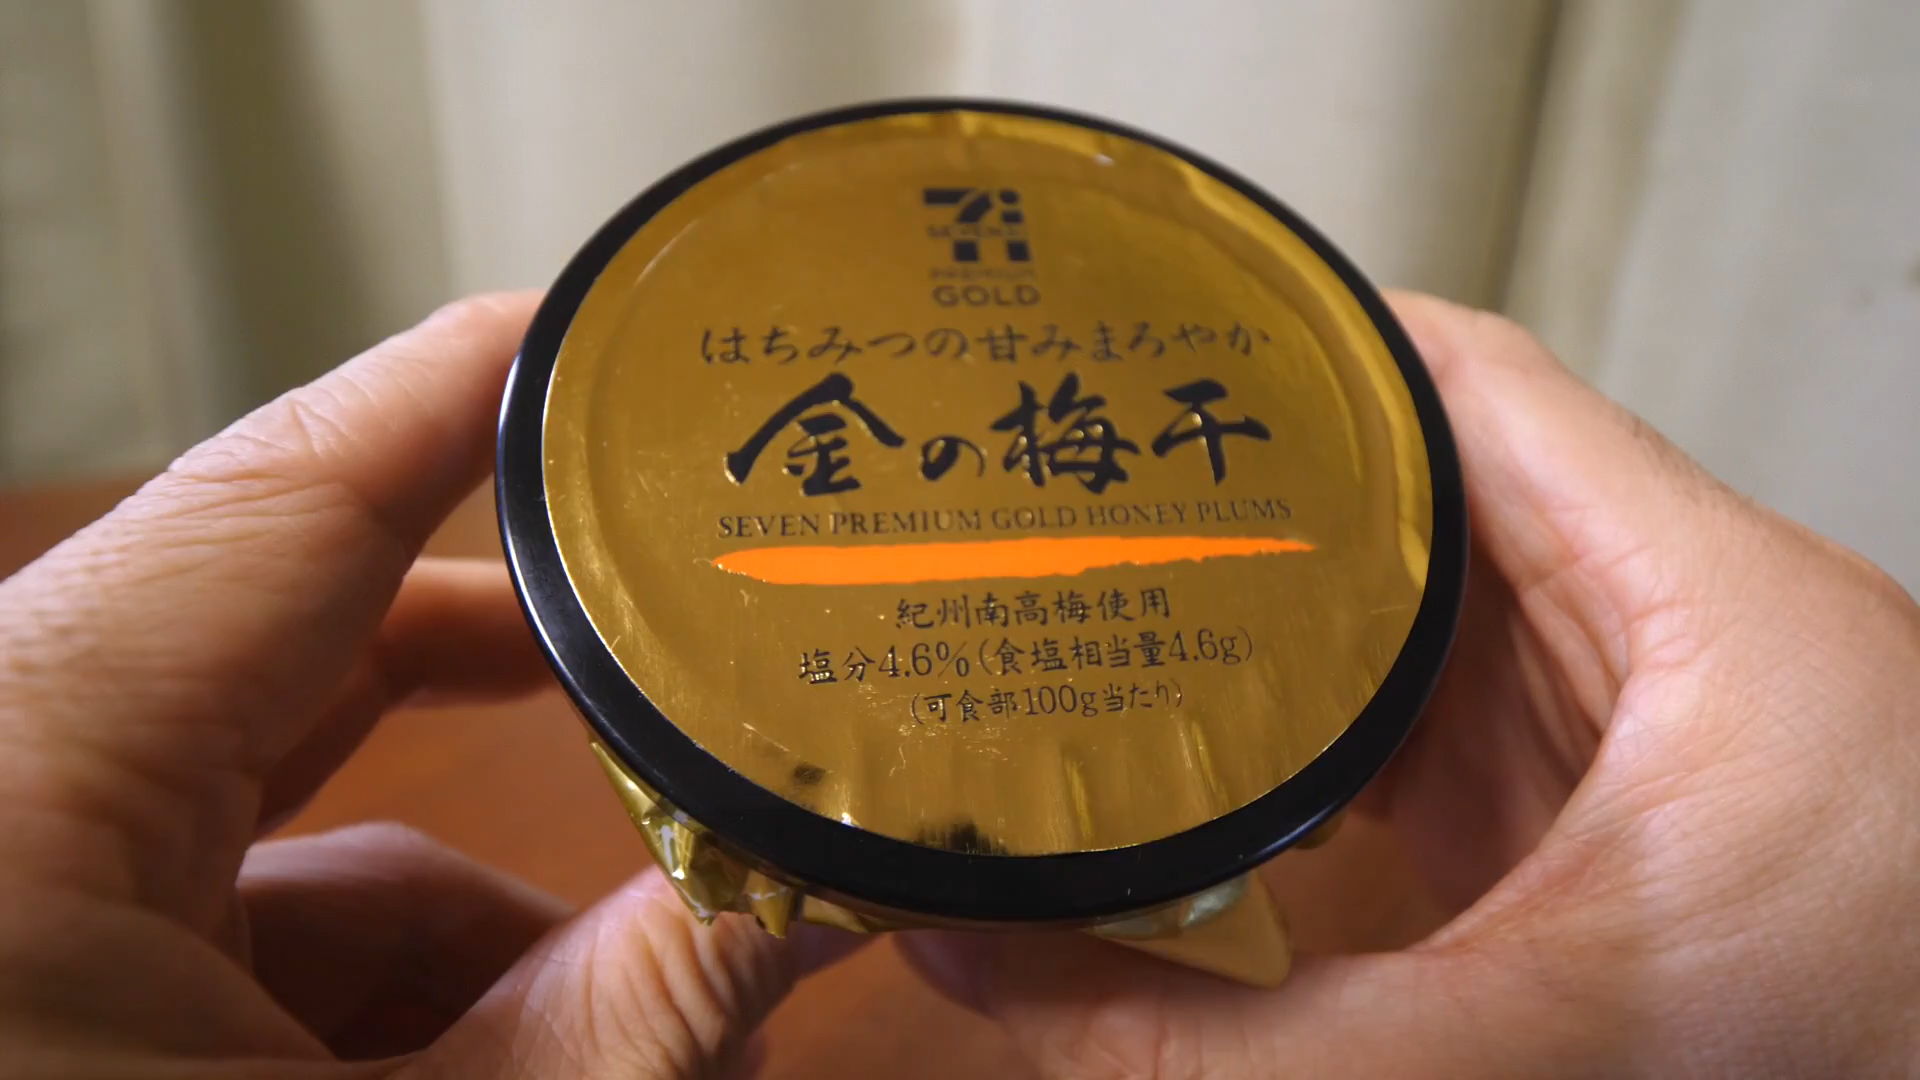 SEVEN&i
PREMIUM
GOLD
はちみつの甘みまろやか
金の梅干
SEVEN PREMIUM GOLD HONEY PLUMS
紀州南高梅使用
塩分4.6%(食塩相当量4.6g)
(可食部100g当たり)